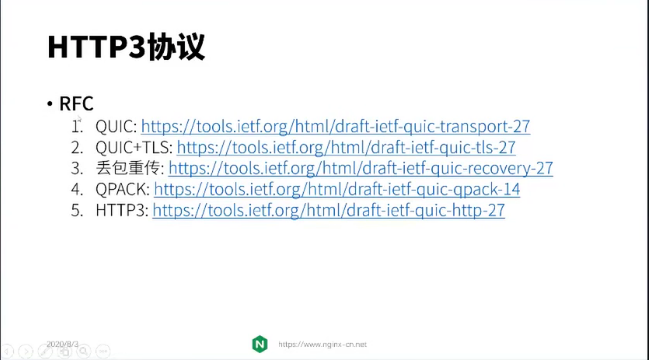 HTTP3协议
• RFC
1. QUIC: https://tools.ietf.org/html/draft-ietf-quic-transport-27
2. QUIC+TLS: https://tools.ietf.org/html/draft-ietf-quic-tls-27
3. 丢包重传: https://tools.ietf.org/html/draft-ietf-quic-recovery-27
4. QPACK: https://tools.ietf.org/html/draft-ietf-quic-qpack-14
5. HTTP3: https://tools.ietf.org/html/draft-ietf-quic-http-27
2020/8/3
N
https://www.nginx-cn.net